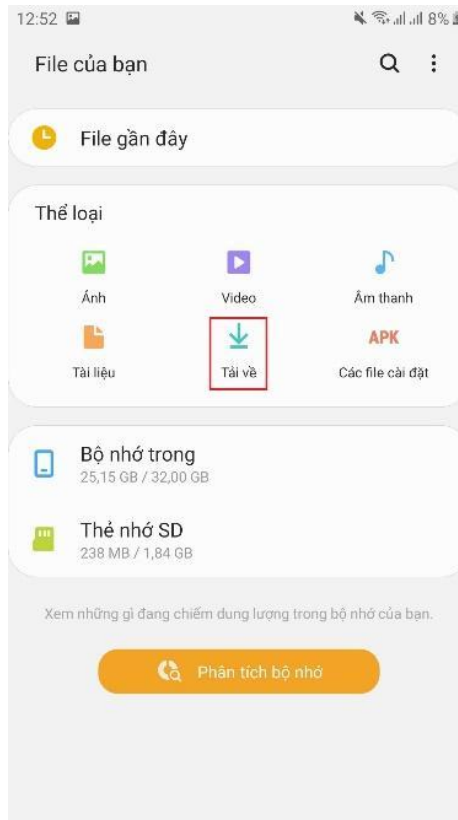 12:52 8%
File của bạn
File gần đây
Thể loại
Ảnh Video Âm thanh
APK
Tài liệu Tải về Các file cài đặt
Bộ nhớ trong
25,15 GB / 32,00 GB
Thẻ nhớ SD
238 MB / 1,84 GB
Xem những gì đang chiếm dung lượng trong bộ nhớ của bạn.
Phân tích bộ nhớ